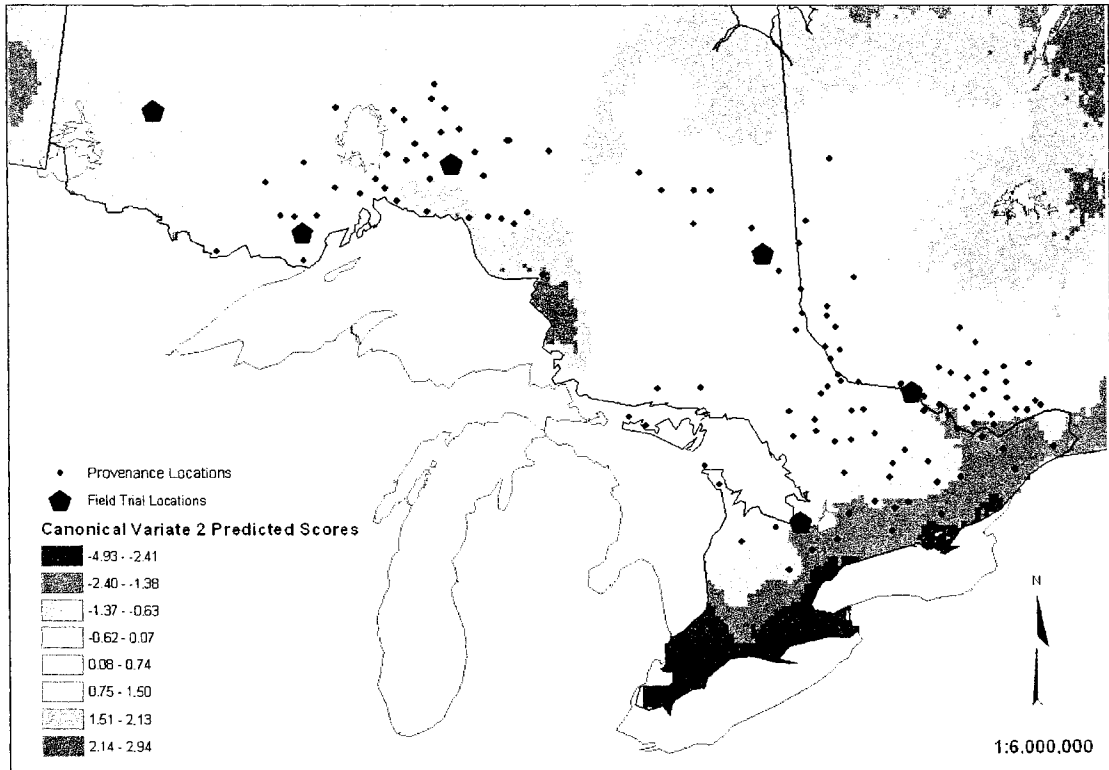 Provenance Locations
Field Trial Locations
Canonical Variate 2 Predicted Scores
-4.93 - -2.41
-2.40 - -1.38
-1.37 - -0.63
-0.62 - 0.07
0.08 - 0.74
0.75 - 1.50
1.51 - 2.13
2.14 - 2.94
N
1:6,000,000